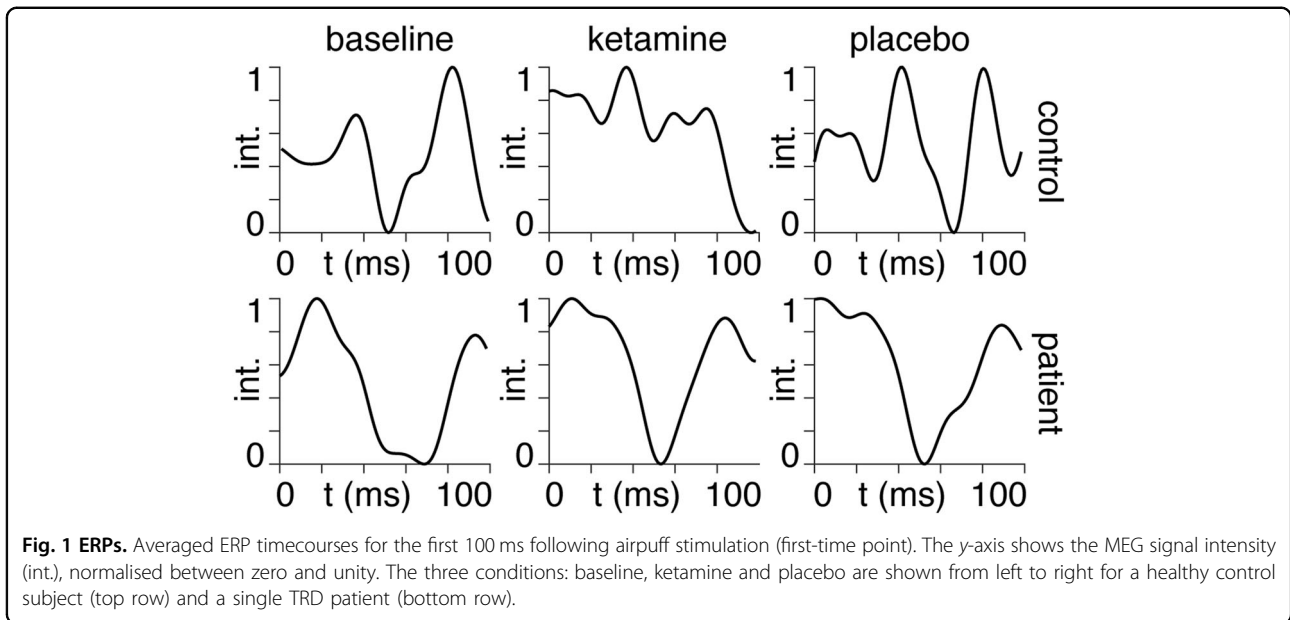 baseline ketamine placebo
1 int. 0
0 t (ms) 100
1 int. 0
0 t (ms) 100
1 int. 0
0 t (ms) 100
control
1 int. 0
0 t (ms) 100
1 int. 0
0 t (ms) 100
1 int. 0
0 t (ms) 100
patient
Fig. 1 ERPs. Averaged ERP timecourses for the first 100 ms following airpuff stimulation (first-time point). The y-axis shows the MEG signal intensity
(int.), normalised between zero and unity. The three conditions: baseline, ketamine and placebo are shown from left to right for a healthy control
subject (top row) and a single TRD patient (bottom row).